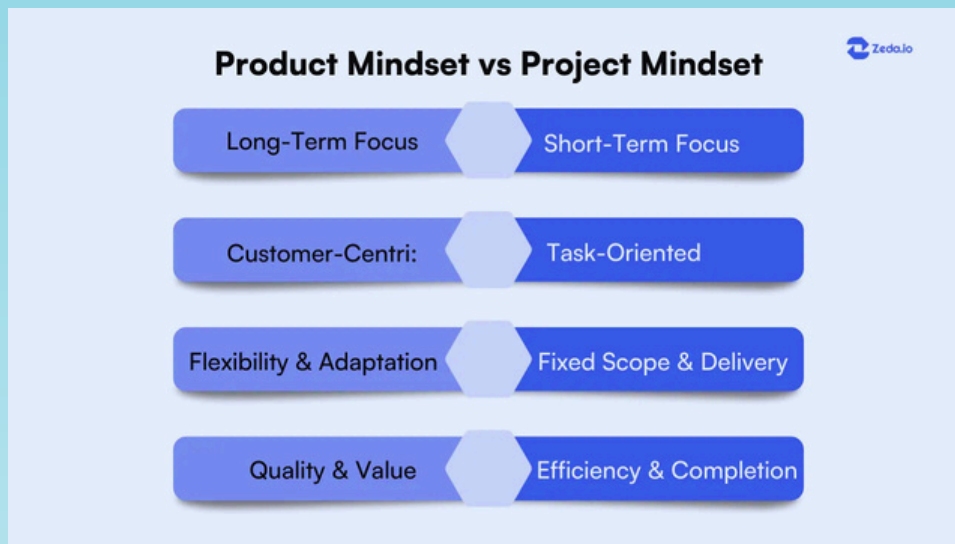 Product Mindset vs Project Mindset
Zeda.io
Long-Term Focus
Short-Term Focus
Customer-Centri:
Task-Oriented
Flexibility & Adaptation
Fixed Scope & Delivery
Quality & Value
Efficiency & Completion